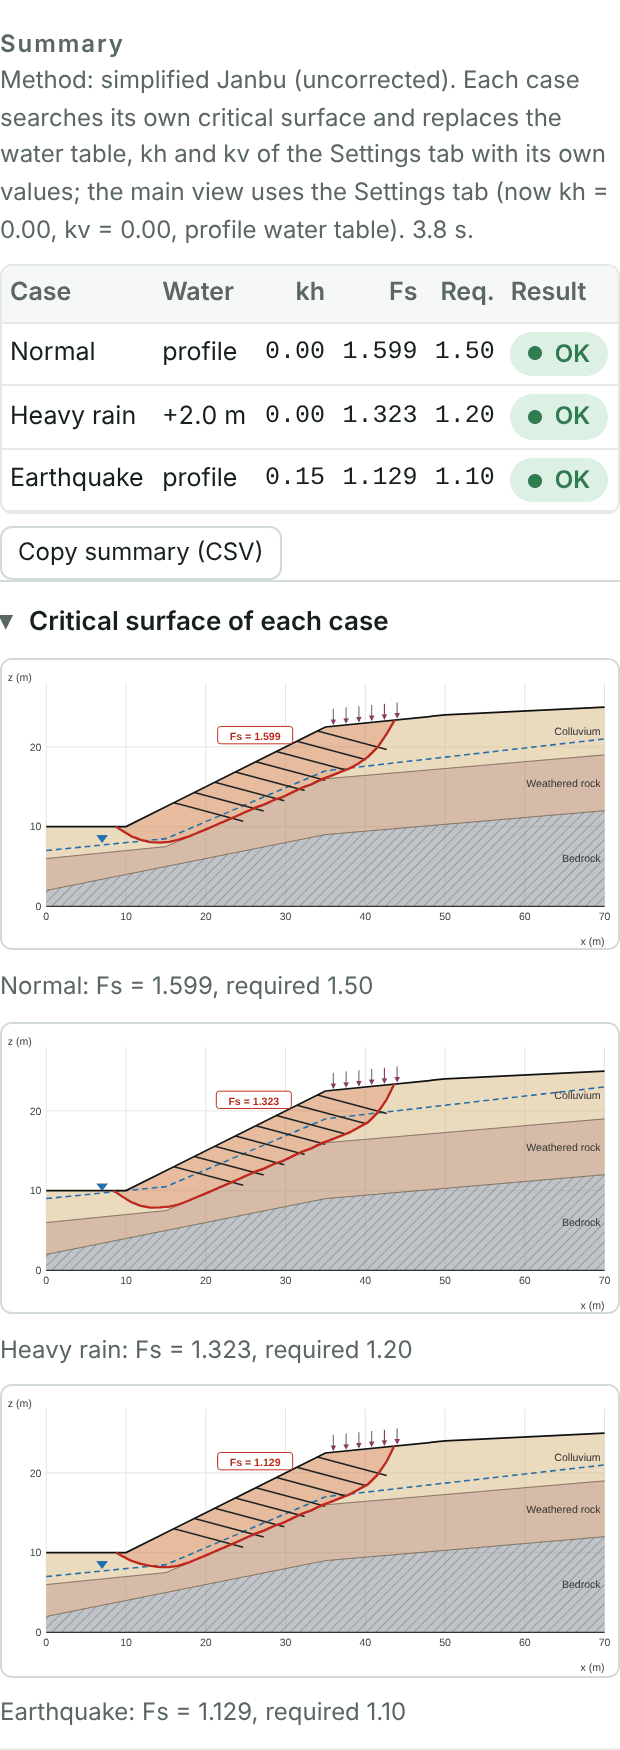 Summary
Method: simplified Janbu (uncorrected). Each case
searches its own critical surface and replaces the
water table, kh and kv of the Settings tab with its own
values; the main view uses the Settings tab (now kh =
0.00, kv = 0.00, profile water table). 3.8 s.
Case Water kh Fs Req. Result
Normal profile 0.00 1.599 1.50 OK
Heavy rain +2.0 m 0.00 1.323 1.20 OK
Earthquake profile 0.15 1.129 1.10 OK
Copy summary (CSV)
▼ Critical surface of each case
z (m)
Fs = 1.599
Colluvium
20
Weathered rock
10
Bedrock
0
0 10 20 30 40 50 60 70
x (m)
Normal: Fs = 1.599, required 1.50
z (m)
Fs = 1.323
Colluvium
20
Weathered rock
10
Bedrock
0
0 10 20 30 40 50 60 70
x (m)
Heavy rain: Fs = 1.323, required 1.20
z (m)
Colluvium
Fs = 1.129
20
Weathered rock
10
Bedrock
0
0 10 20 30 40 50 60 70
x (m)
Earthquake: Fs = 1.129, required 1.10